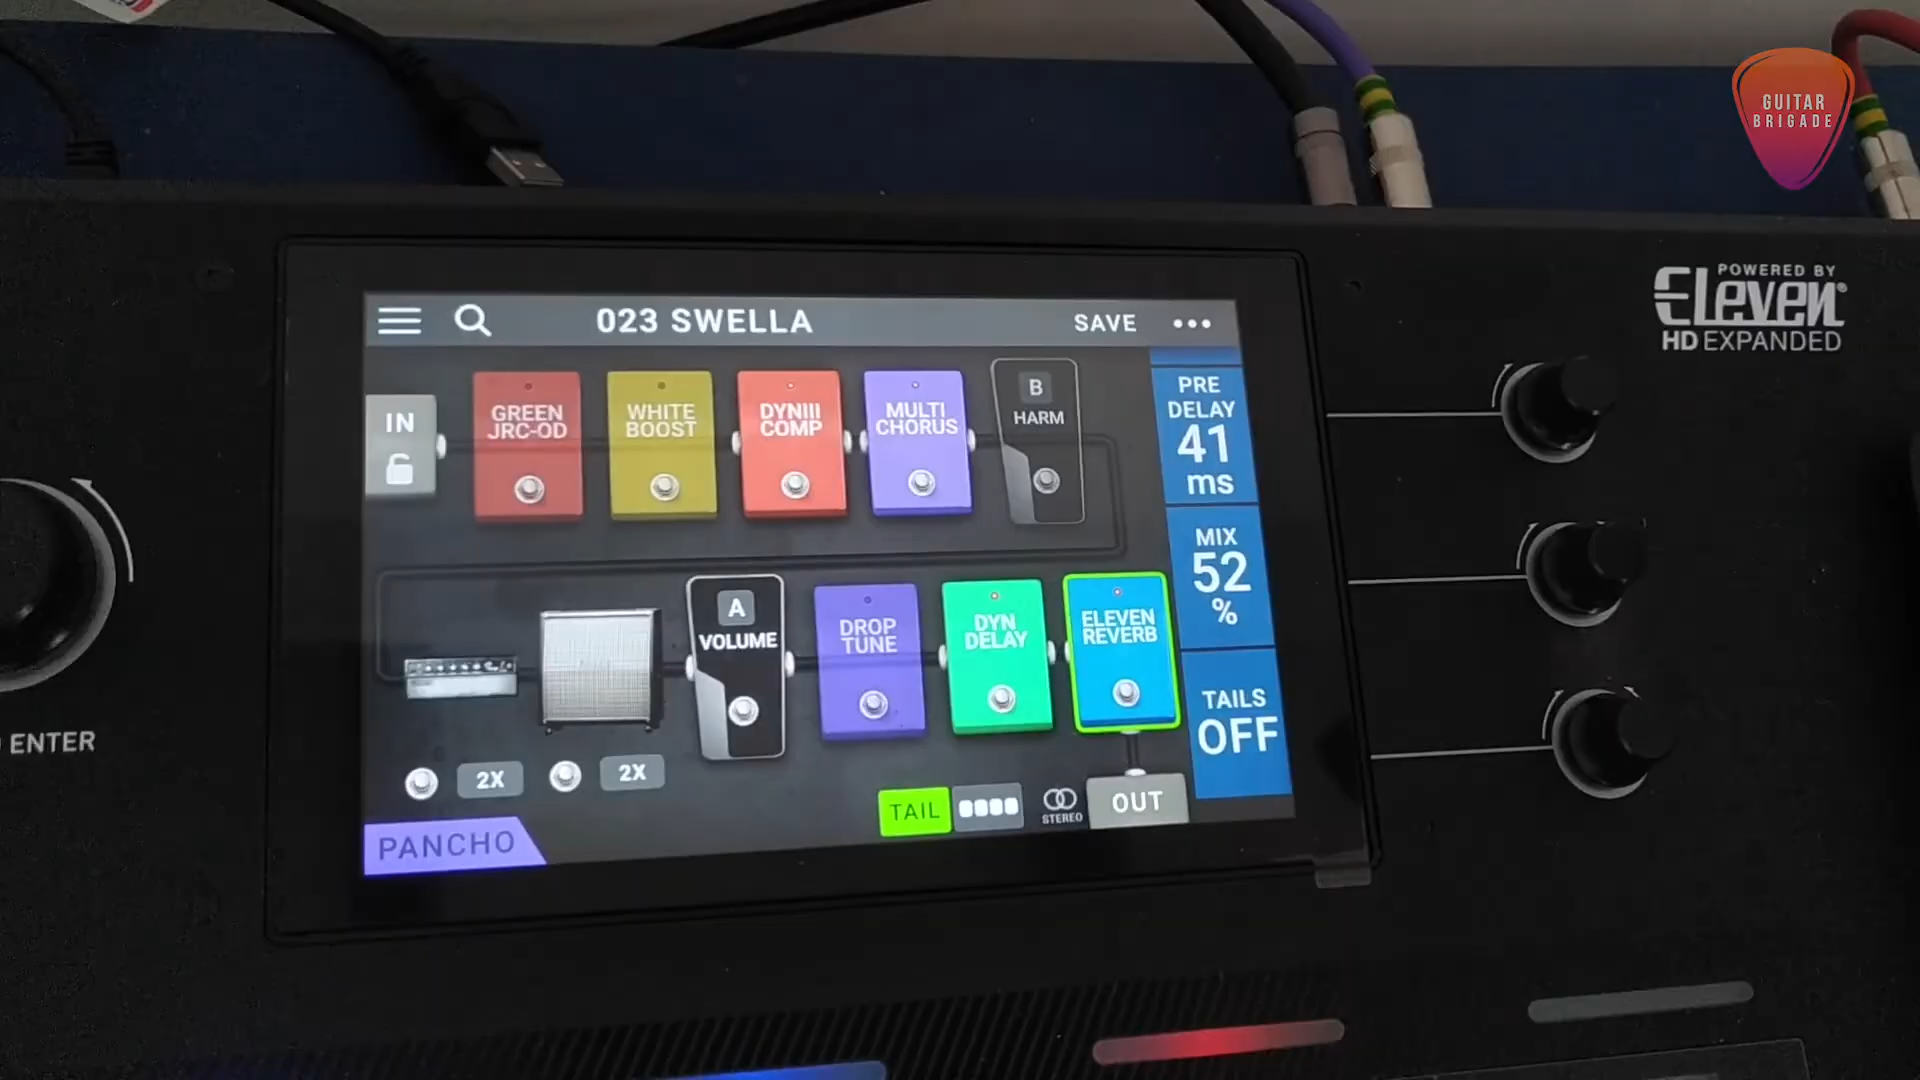 GUITAR
BRIGADE
POWERED BY
Eleven®
HD EXPANDED
023 SWELLA
SAVE
IN
GREEN
JRC-OD
WHITE
BOOST
DYNIII
COMP
MULTI
CHORUS
B
HARM
PRE
DELAY
41
ms
MIX
52
%
TAILS
OFF
A
VOLUME
DROP
TUNE
DYN
DELAY
ELEVEN
REVERB
2X
2X
TAIL
STEREO
OUT
PANCHO
ENTER